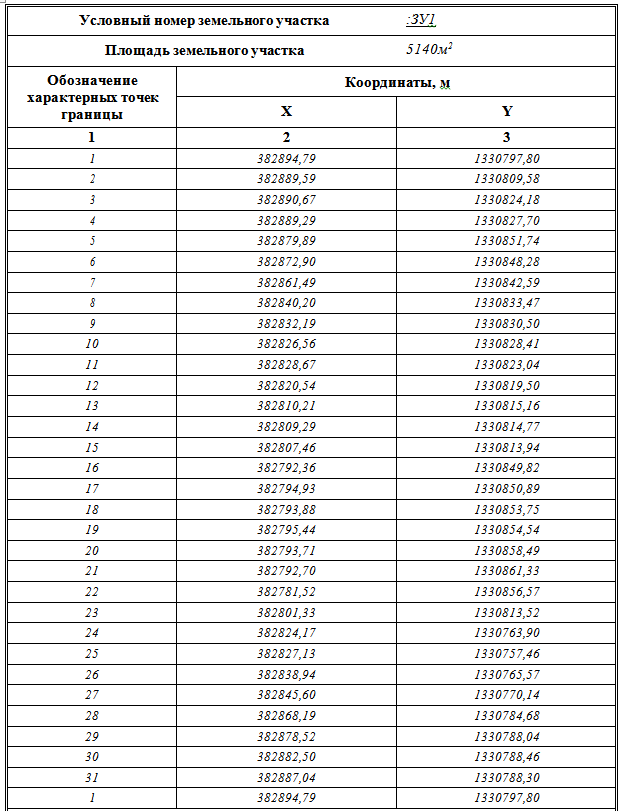 Условный номер земельного участка :ЗУ1
Площадь земельного участка 5140м²
Обозначение характерных точек границы
Координаты, м
X Y
1 2 3
1 382894,79 1330797,80
2 382889,59 1330809,58
3 382890,67 1330824,18
4 382889,29 1330827,70
5 382879,89 1330851,74
6 382872,90 1330848,28
7 382861,49 1330842,59
8 382840,20 1330833,47
9 382832,19 1330830,50
10 382826,56 1330828,41
11 382828,67 1330823,04
12 382820,54 1330819,50
13 382810,21 1330815,16
14 382809,29 1330814,77
15 382807,46 1330813,94
16 382792,36 1330849,82
17 382794,93 1330850,89
18 382793,88 1330853,75
19 382795,44 1330854,54
20 382793,71 1330858,49
21 382792,70 1330861,33
22 382781,52 1330856,57
23 382801,33 1330813,52
24 382824,17 1330763,90
25 382827,13 1330757,46
26 382838,94 1330765,57
27 382845,60 1330770,14
28 382868,19 1330784,68
29 382878,52 1330788,04
30 382882,50 1330788,46
31 382887,04 1330788,30
1 382894,79 1330797,80